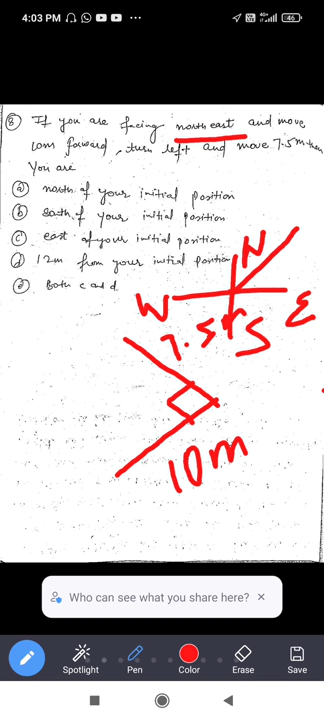 4:03 PM
46
8 If you are facing north east and move
10m forward, turn left and move 7.5m then
You are
a north of your initial position
b south of your initial position
c east of your initial position
d 12m from your initial position
e Both c and d
N
W
E
S
7.5
10m
Who can see what you share here? ×
Spotlight Pen Color Erase Save